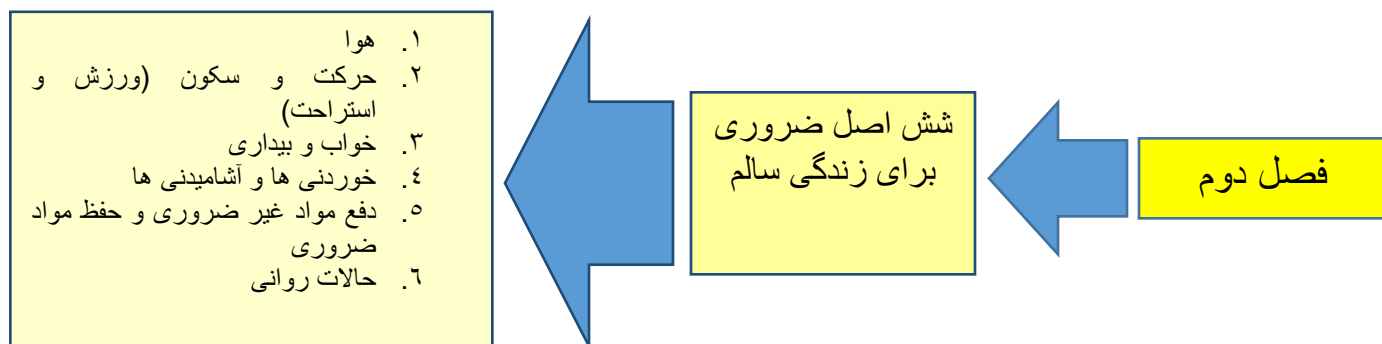 فصل دوم
شش اصل ضروری
برای زندگی سالم
۱. هوا
۲. حرکت و سکون (ورزش و
استراحت)
۳. خواب و بیداری
٤. خوردنی ها و آشامیدنی ها
٥. دفع مواد غیر ضروری و حفظ مواد
ضروری
٦. حالات روانی